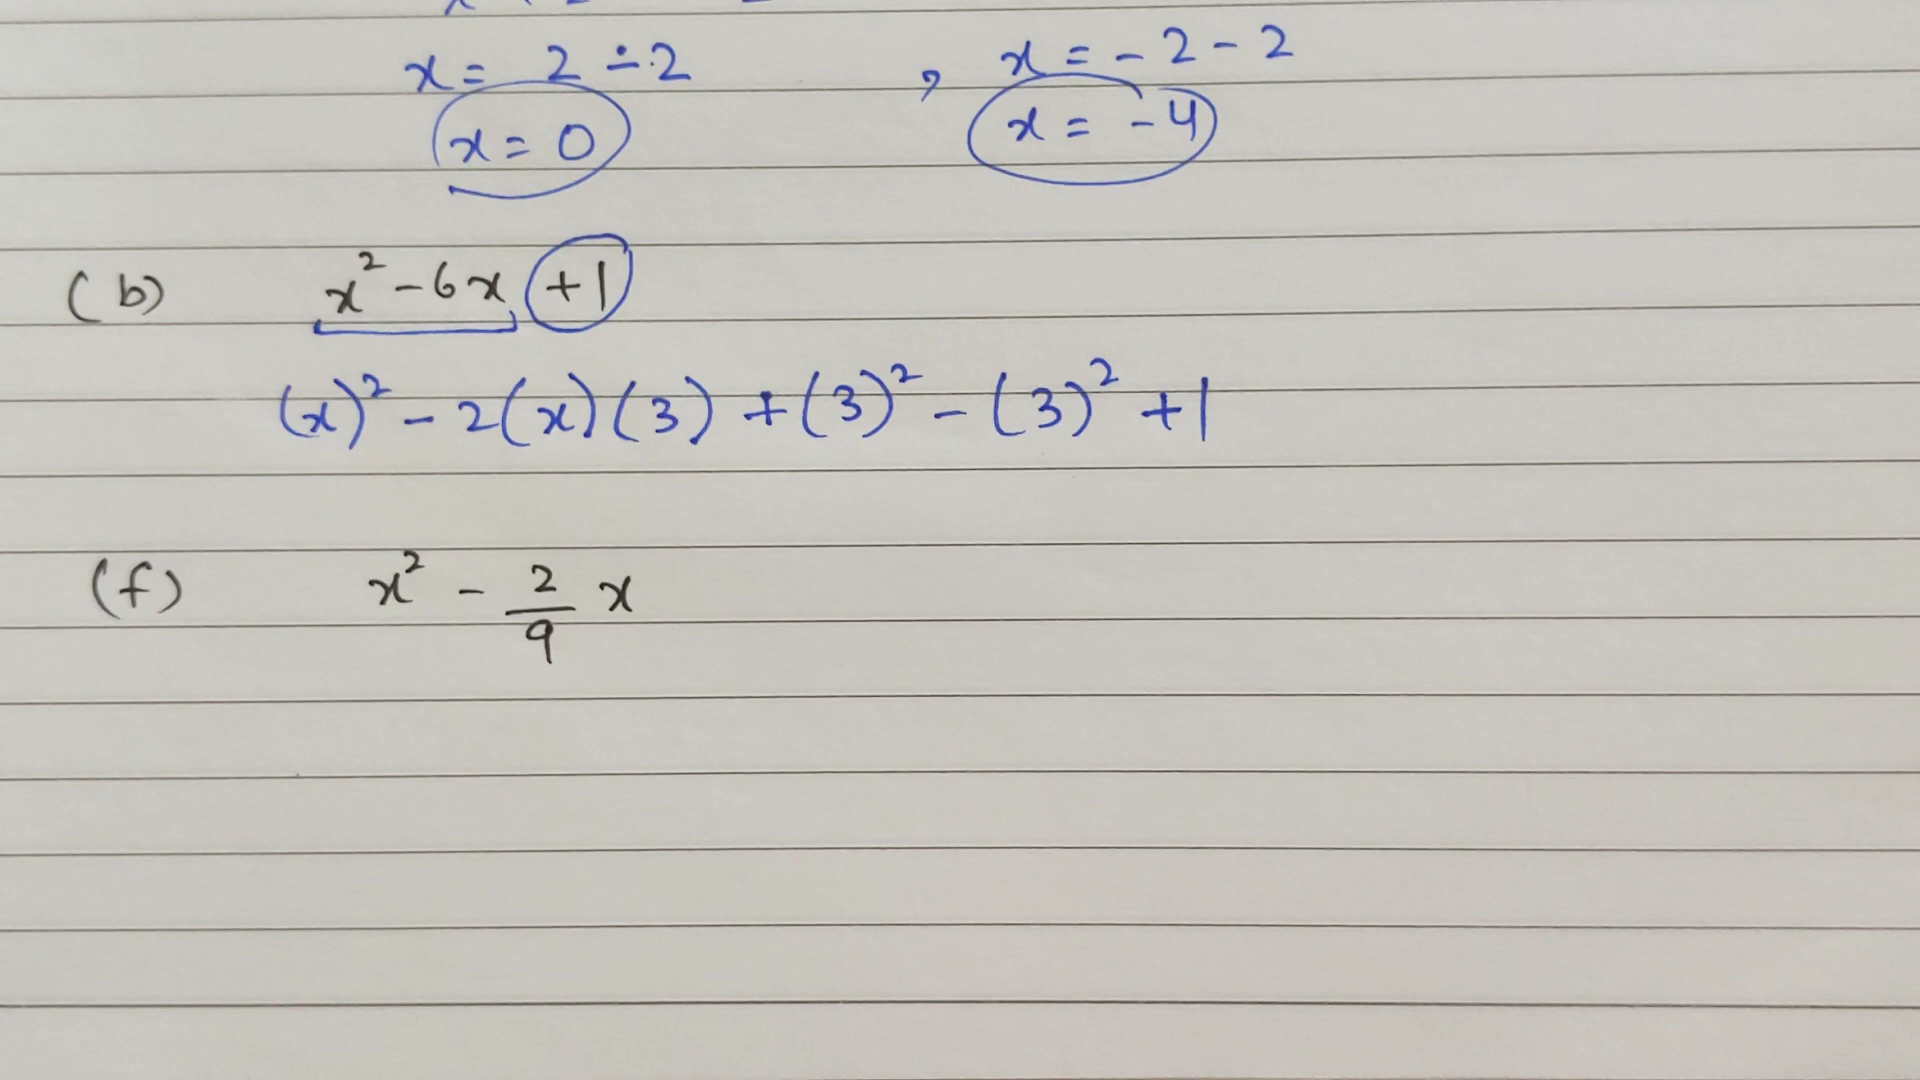 x = 2 ÷ 2 , x = - 2 - 2
x = 0 x = - 4
(b) x² - 6x + 1
(x)² - 2(x)(3) + (3)² - (3)² + 1
(f) x² - 2/9 x